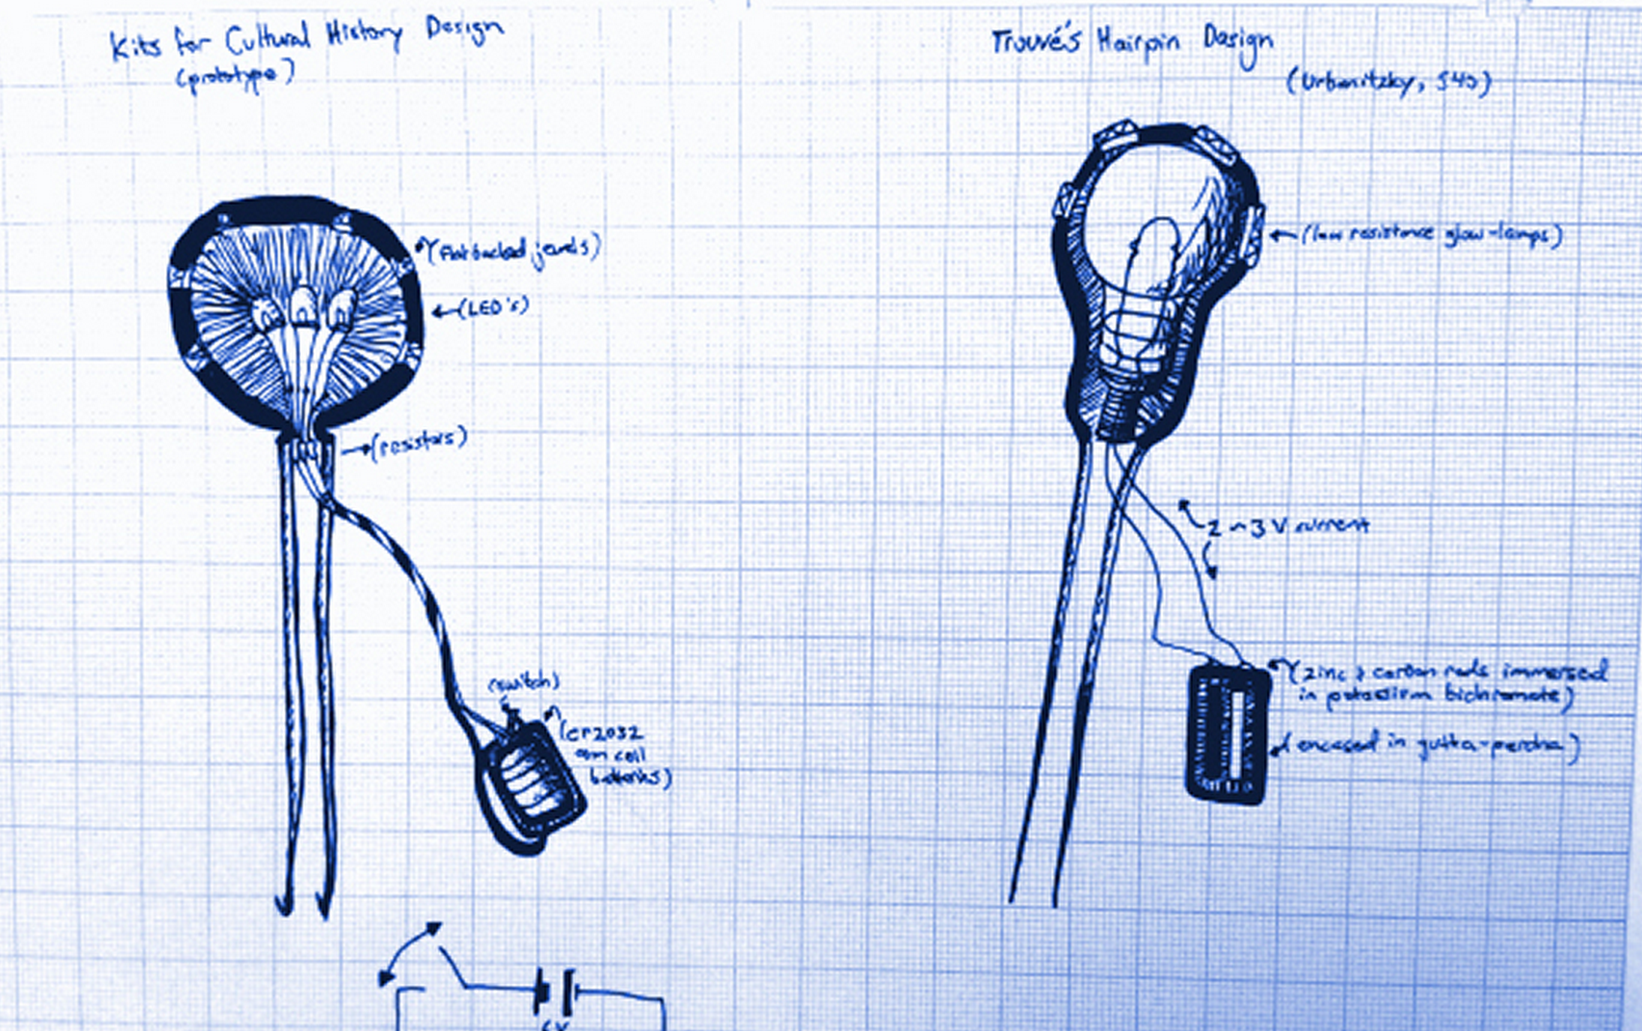 Kits for Cultural History Design
(prototype)
Trouvé's Hairpin Design
(Urbanitzky, 540)
(flat backed jewels)
(LED's)
(resistors)
(switch)
(CR2032
coin cell
batteries)
(low resistance glow-lamps)
2 ~ 3 V current
(zinc & carbon rods immersed
in potassium bichromate)
(encased in gutta-percha)
6V